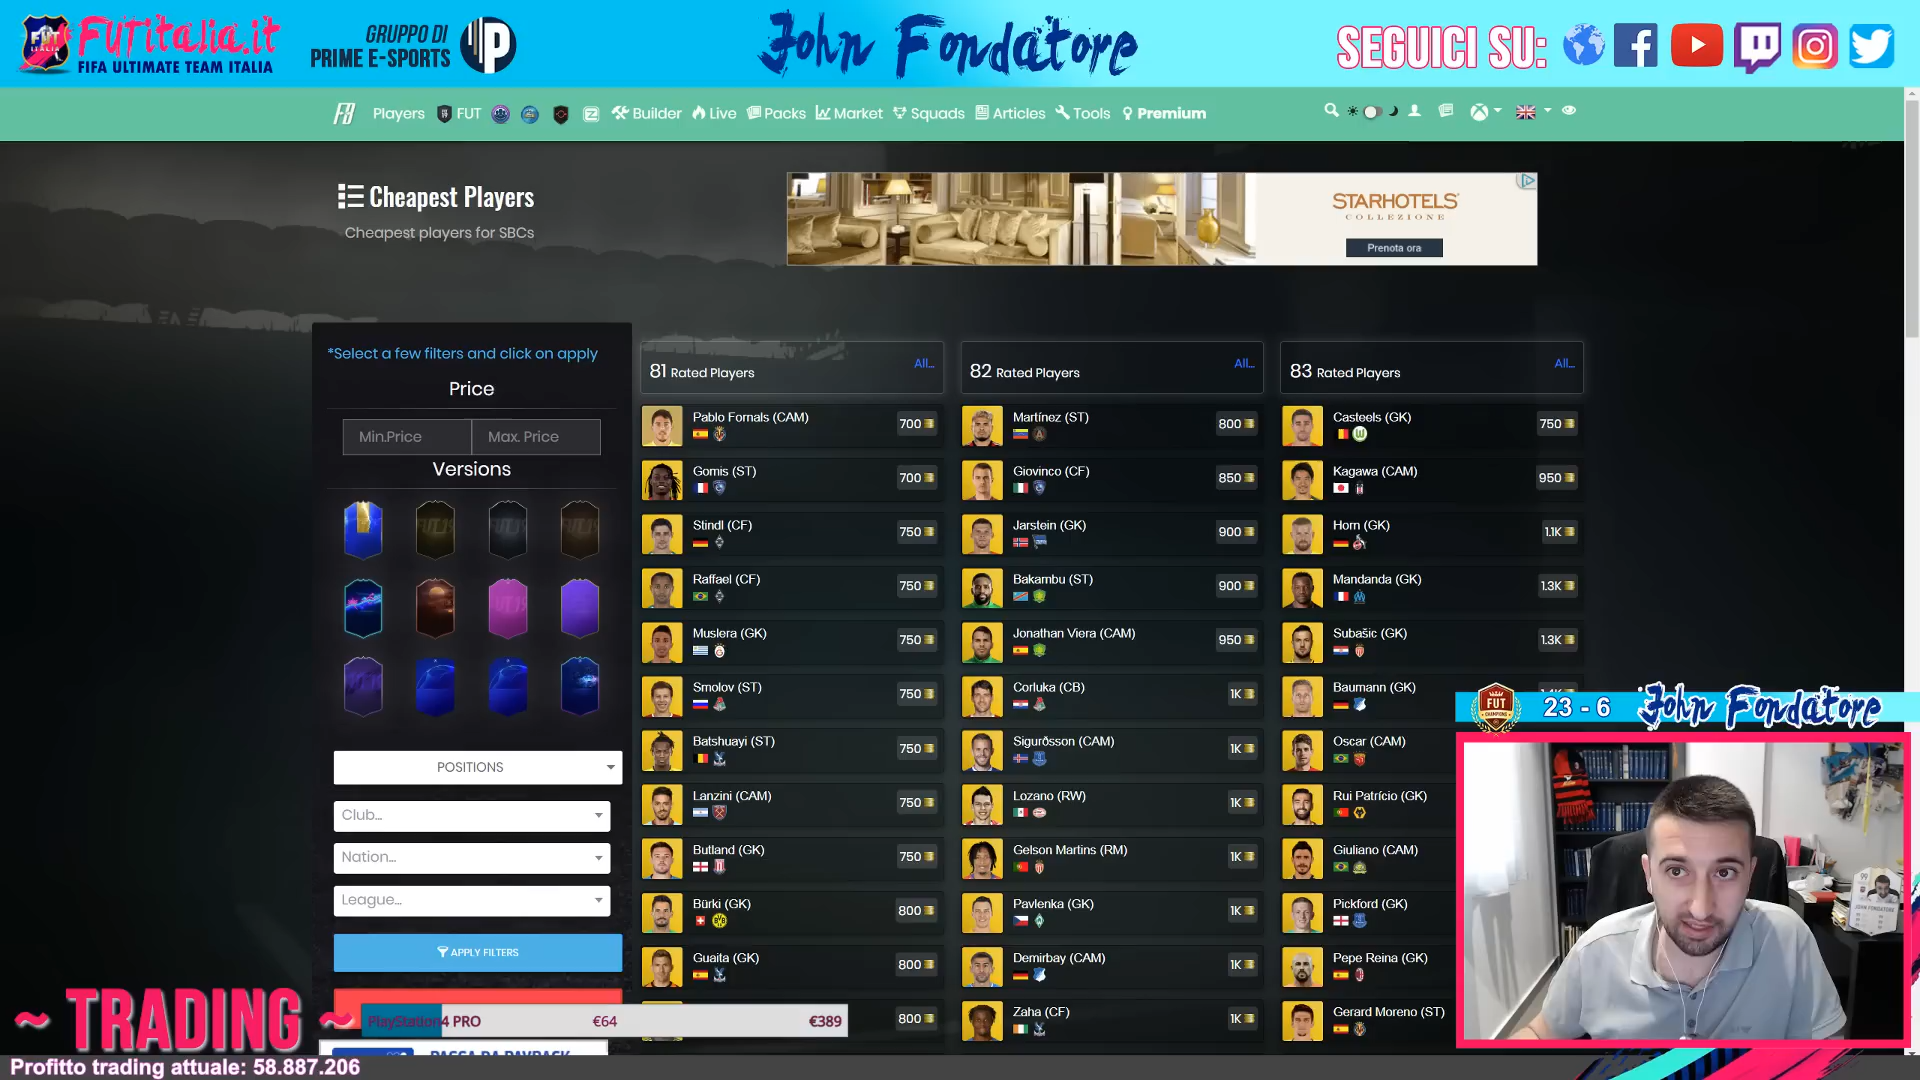 FUTitalia.it
FIFA ULTIMATE TEAM ITALIA
GRUPPO DI
PRIME E-SPORTS
John Fondatore
SEGUICI SU:
Players
FUT
Builder
Live
Packs
Market
Squads
Articles
Tools
Premium
Cheapest Players
Cheapest players for SBCs
STARHOTELS
COLLEZIONE
Prenota ora
*Select a few filters and click on apply
Price
Min.Price
Max. Price
Versions
POSITIONS
Club...
Nation...
League...
APPLY FILTERS
81 Rated Players
All...
Pablo Fornals (CAM) 700
Gomis (ST) 700
Stindl (CF) 750
Raffael (CF) 750
Muslera (GK) 750
Smolov (ST) 750
Batshuayi (ST) 750
Lanzini (CAM) 750
Butland (GK) 750
Bürki (GK) 800
Guaita (GK) 800
800
82 Rated Players
All...
Martínez (ST) 800
Giovinco (CF) 850
Jarstein (GK) 900
Bakambu (ST) 900
Jonathan Viera (CAM) 950
Corluka (CB) 1K
Sigurðsson (CAM) 1K
Lozano (RW) 1K
Gelson Martins (RM) 1K
Pavlenka (GK) 1K
Demirbay (CAM) 1K
Zaha (CF) 1K
83 Rated Players
All...
Casteels (GK) 750
Kagawa (CAM) 950
Horn (GK) 1.1K
Mandanda (GK) 1.3K
Subašic (GK) 1.3K
Baumann (GK)
Oscar (CAM)
Rui Patrício (GK)
Giuliano (CAM)
Pickford (GK)
Pepe Reina (GK)
Gerard Moreno (ST)
FUT
CHAMPIONS
23 - 6
John Fondatore
~ TRADING ~
PlayStation4 PRO
€64
€389
Profitto trading attuale: 58.887.206